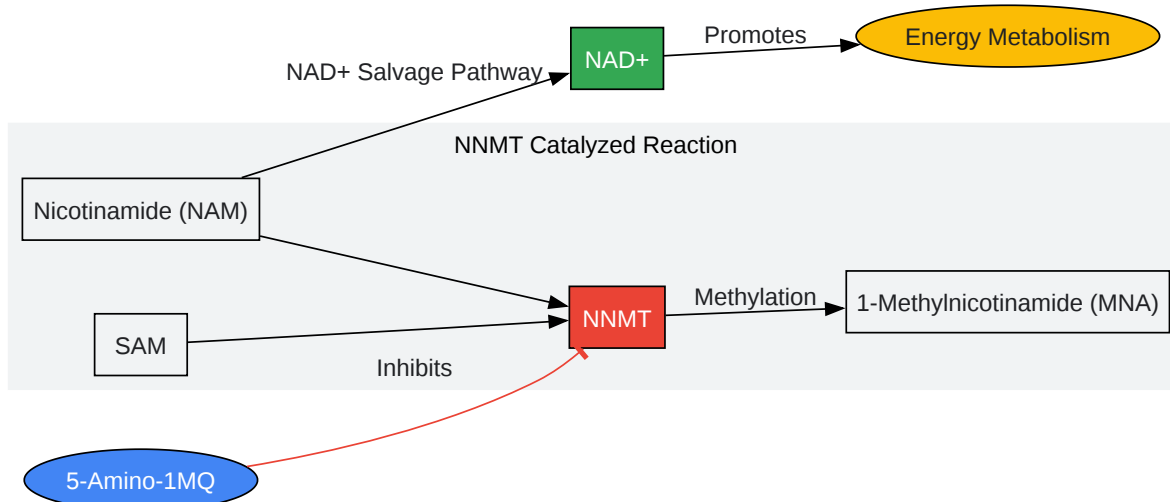 Promotes
Energy Metabolism
NAD+
NAD+ Salvage Pathway
NNMT Catalyzed Reaction
Nicotinamide (NAM)
Methylation
1-Methylnicotinamide (MNA)
NNMT
SAM
Inhibits
5-Amino-1MQ